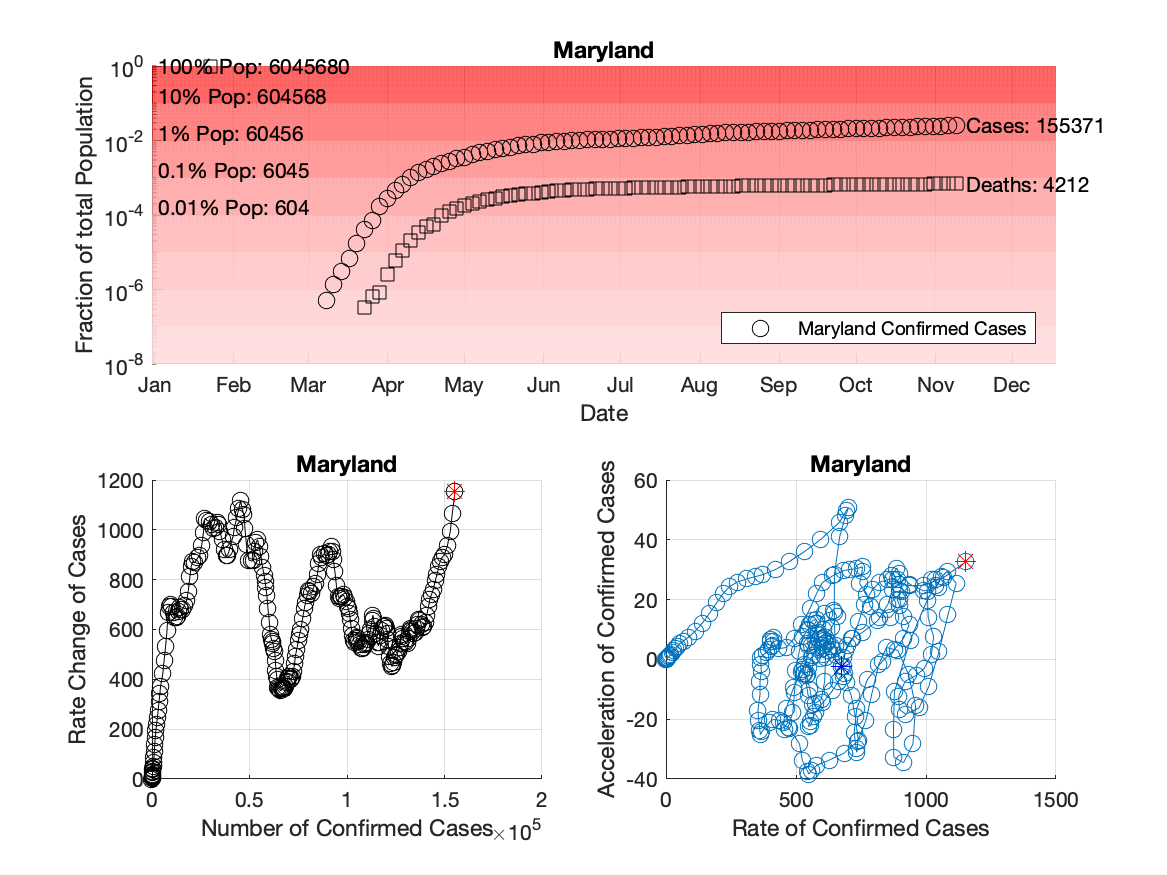 Maryland
Fraction of total Population
10^0
10^-2
10^-4
10^-6
10^-8
100% Pop: 6045680
10% Pop: 604568
1% Pop: 60456
0.1% Pop: 6045
0.01% Pop: 604
Cases: 155371
Deaths: 4212
Maryland Confirmed Cases
Jan Feb Mar Apr May Jun Jul Aug Sep Oct Nov Dec
Date
Maryland
Rate Change of Cases
1200
1000
800
600
400
200
0
0 0.5 1 1.5 2
Number of Confirmed Cases ×10^5
Maryland
Acceleration of Confirmed Cases
60
40
20
0
-20
-40
0 500 1000 1500
Rate of Confirmed Cases